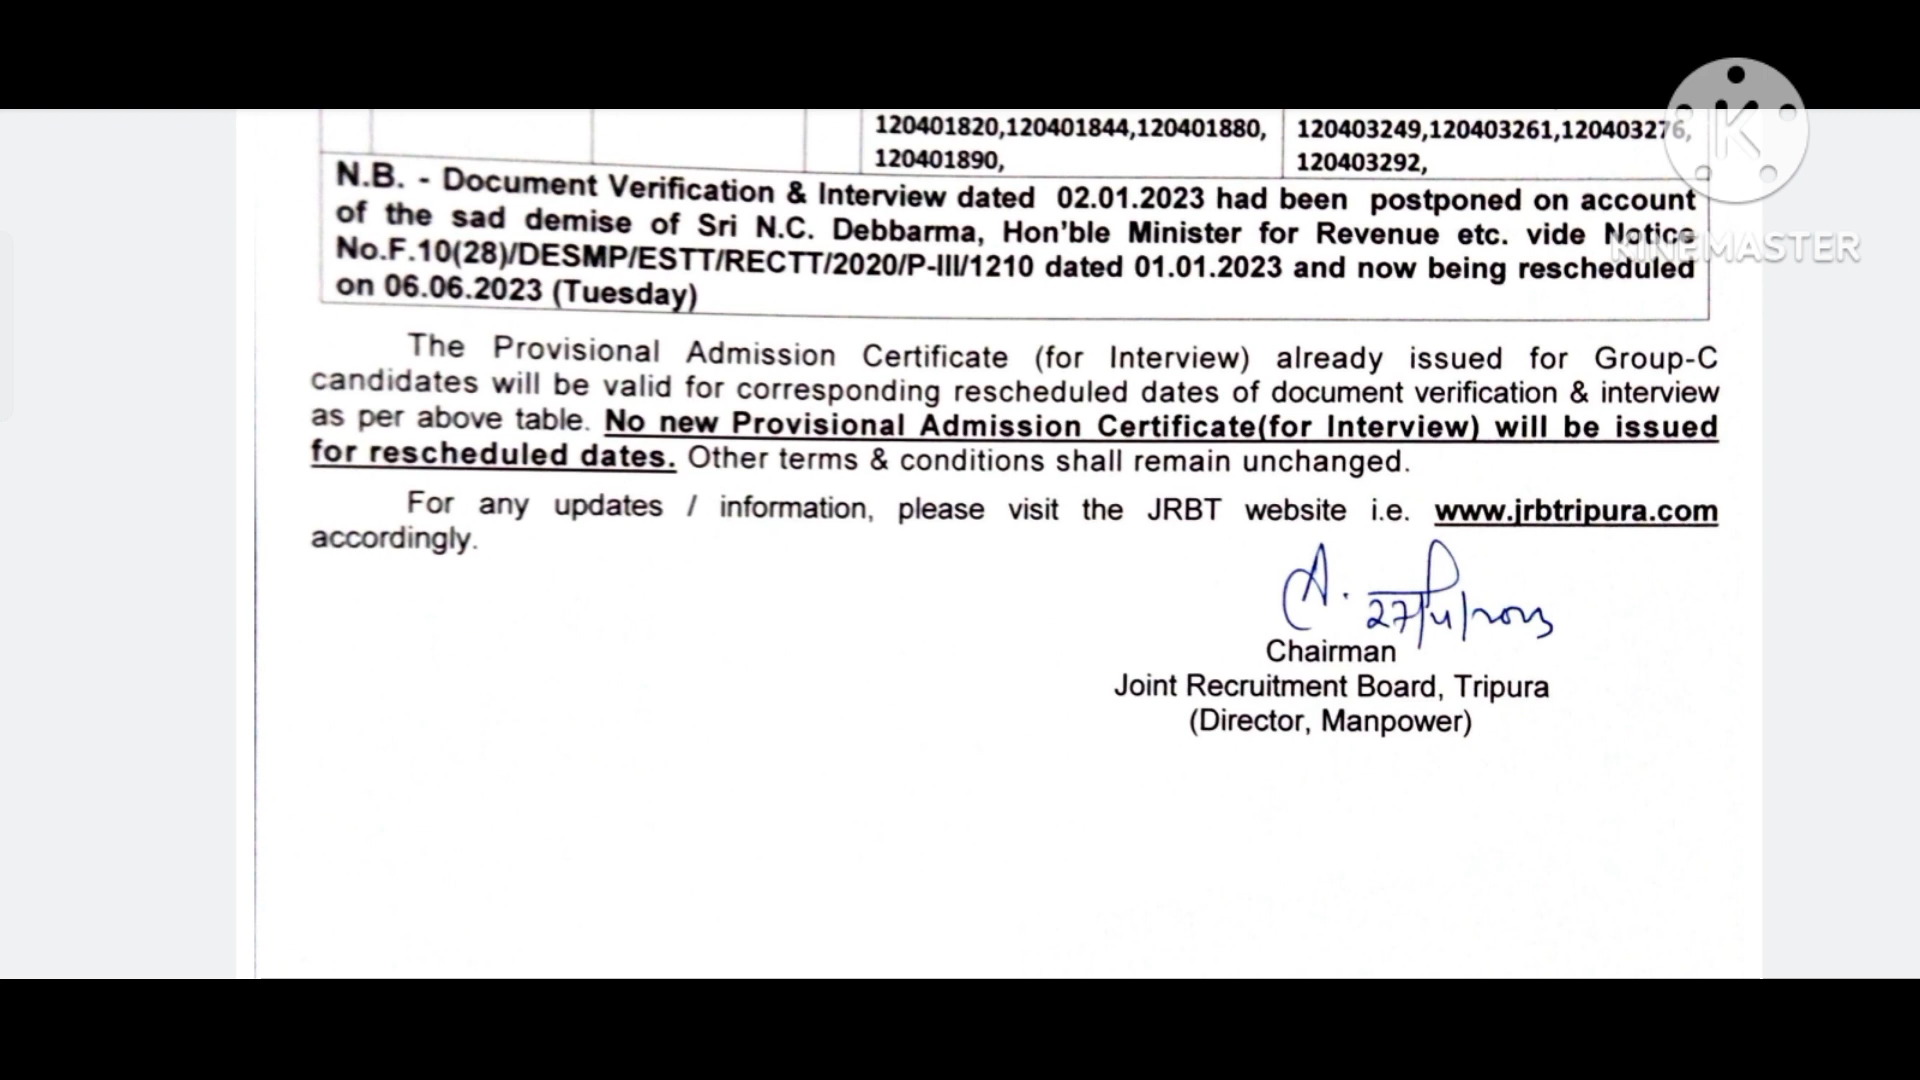 120401820,120401844,120401880,
120401890,
120403249,120403261,120403276,
120403292,
N.B. - Document Verification & Interview dated 02.01.2023 had been postponed on account
of the sad demise of Sri N.C. Debbarma, Hon'ble Minister for Revenue etc. vide Notice
No.F.10(28)/DESMP/ESTT/RECTT/2020/P-III/1210 dated 01.01.2023 and now being rescheduled
on 06.06.2023 (Tuesday)
The Provisional Admission Certificate (for Interview) already issued for Group-C
candidates will be valid for corresponding rescheduled dates of document verification & interview
as per above table. No new Provisional Admission Certificate(for Interview) will be issued
for rescheduled dates. Other terms & conditions shall remain unchanged.
For any updates / information, please visit the JRBT website i.e. www.jrbtripura.com
accordingly.
27/4/2023
Chairman
Joint Recruitment Board, Tripura
(Director, Manpower)
K
KINEMASTER